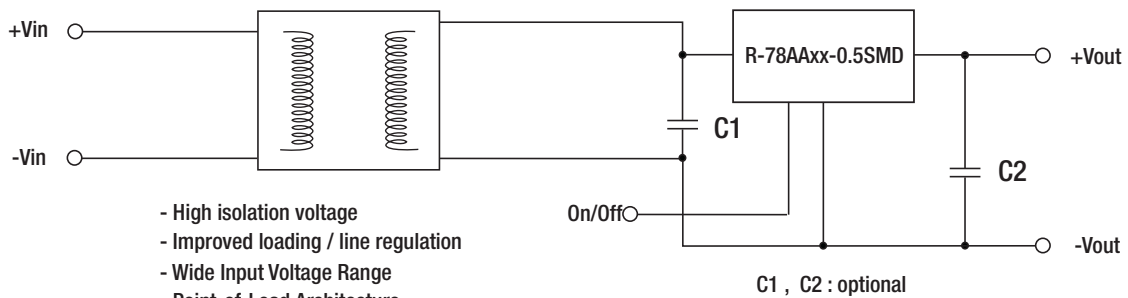 +Vin
R-78AAxx-0.5SMD
+Vout
C1
-Vin
C2
- High isolation voltage
On/Off
- Improved loading / line regulation
-Vout
- Wide Input Voltage Range
C1 , C2 : optional